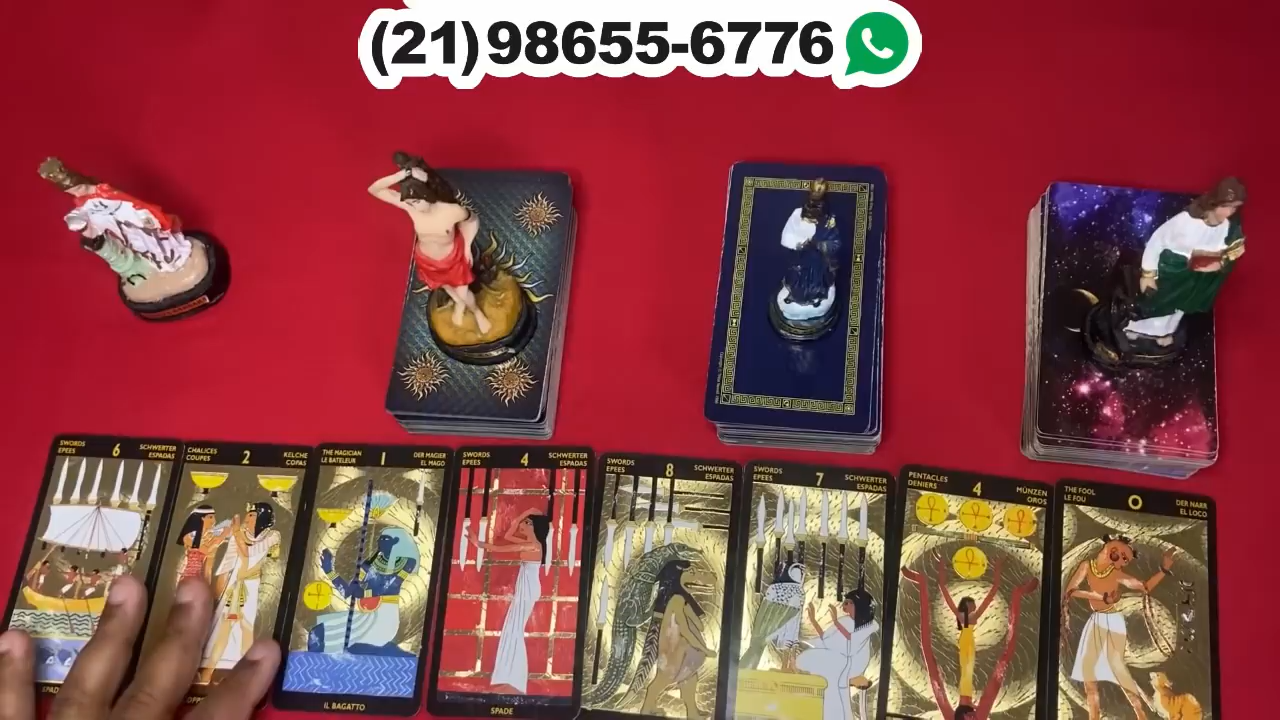 (21)98655-6776
SWORDS
EPEES
6
SCHWERTER
ESPADAS
CHALICES
COUPES
2
KELCHE
COPAS
THE MAGICIAN
LE BATELEUR
1
DER MAGIER
EL MAGO
IL BAGATTO
SWORDS
EPEES
4
SCHWERTER
ESPADAS
SPADE
SWORDS
EPEES
8
SCHWERTER
ESPADAS
SWORDS
EPEES
7
SCHWERTER
ESPADAS
PENTACLES
DENIERS
4
MÜNZEN
OROS
THE FOOL
LE FOU
0
DER NARR
EL LOCO